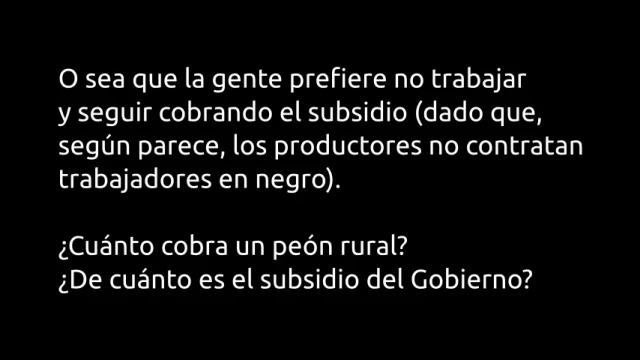 O sea que la gente prefiere no trabajar
y seguir cobrando el subsidio (dado que,
según parece, los productores no contratan
trabajadores en negro).
¿Cuánto cobra un peón rural?
¿De cuánto es el subsidio del Gobierno?